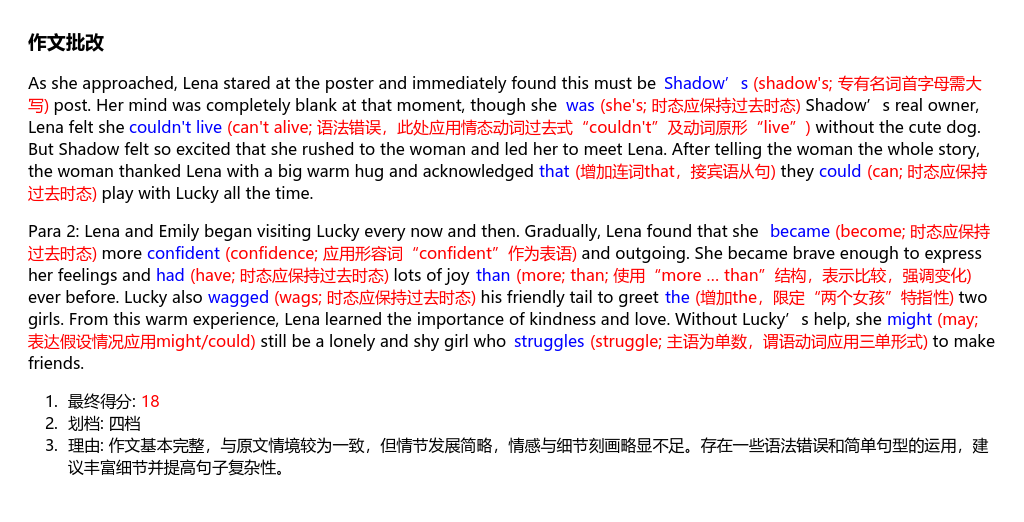 作文批改
As she approached, Lena stared at the poster and immediately found this must be Shadow’s (shadow's; 专有名词首字母需大
写) post. Her mind was completely blank at that moment, though she was (she's; 时态应保持过去时态) Shadow’s real owner,
Lena felt she couldn't live (can't alive; 语法错误，此处应用情态动词过去式“couldn't”及动词原形“live”) without the cute dog.
But Shadow felt so excited that she rushed to the woman and led her to meet Lena. After telling the woman the whole story,
the woman thanked Lena with a big warm hug and acknowledged that (增加连词that，接宾语从句) they could (can; 时态应保持
过去时态) play with Lucky all the time.
Para 2: Lena and Emily began visiting Lucky every now and then. Gradually, Lena found that she became (become; 时态应保持
过去时态) more confident (confidence; 应用形容词“confident”作为表语) and outgoing. She became brave enough to express
her feelings and had (have; 时态应保持过去时态) lots of joy than (more; than; 使用“more ... than”结构，表示比较，强调变化)
ever before. Lucky also wagged (wags; 时态应保持过去时态) his friendly tail to greet the (增加the，限定“两个女孩”特指性) two
girls. From this warm experience, Lena learned the importance of kindness and love. Without Lucky’s help, she might (may;
表达假设情况应用might/could) still be a lonely and shy girl who struggles (struggle; 主语为单数，谓语动词应用三单形式) to make
friends.
1. 最终得分: 18
2. 划档: 四档
3. 理由: 作文基本完整，与原文情境较为一致，但情节发展简略，情感与细节刻画略显不足。存在一些语法错误和简单句型的运用，建
议丰富细节并提高句子复杂性。